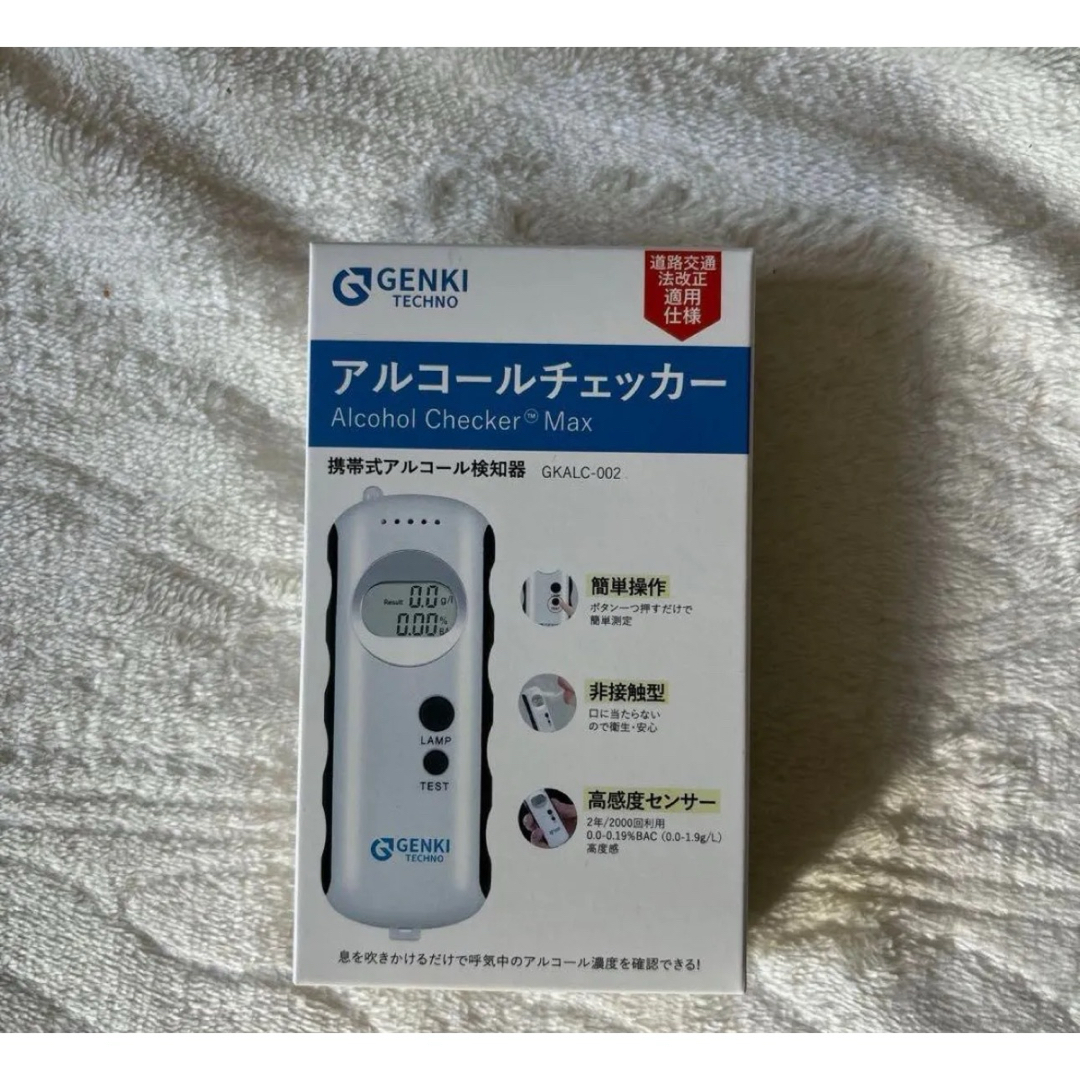 GENKI
TECHNO
道路交通
法改正
適用
仕様
アルコールチェッカー
Alcohol Checker™ Max
携帯式アルコール検知器 GKALC-002
Result 0.0 g/l
0.00%
LAMP
TEST
GENKI
TECHNO
簡単操作
ボタン一つ押すだけで
簡単測定
非接触型
口に当たらない
ので衛生・安心
高感度センサー
2年/2000回利用
0.0-0.19%BAC (0.0-1.9g/L)
高度感
息を吹きかけるだけで呼気中のアルコール濃度を確認できる!